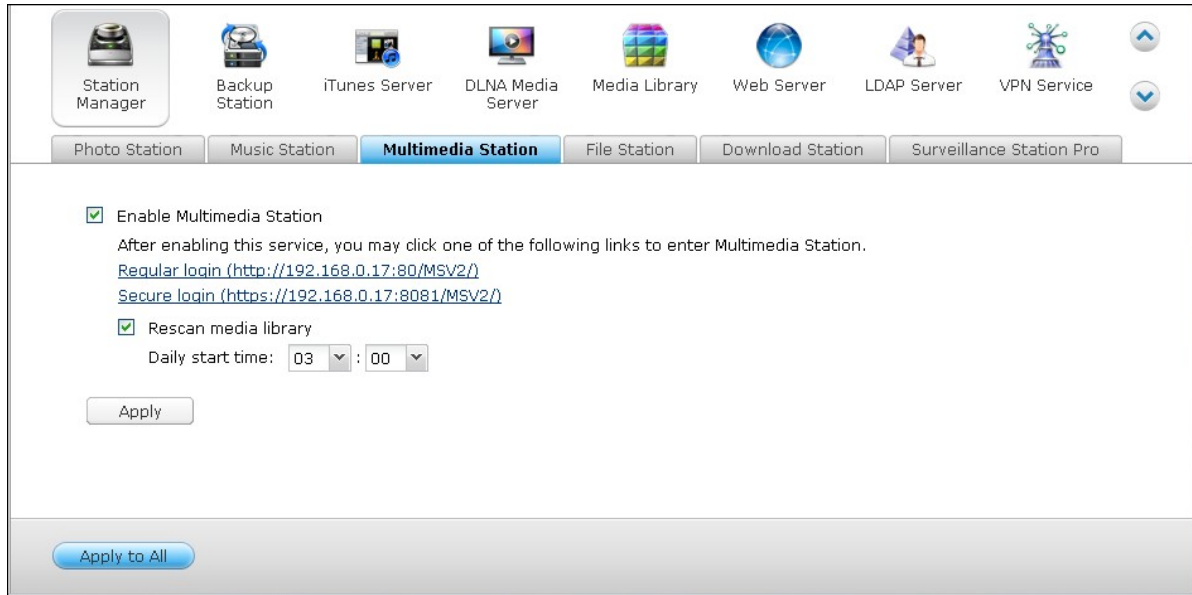 Station Manager
Backup Station
iTunes Server
DLNA Media Server
Media Library
Web Server
LDAP Server
VPN Service
Photo Station
Music Station
Multimedia Station
File Station
Download Station
Surveillance Station Pro
Enable Multimedia Station
After enabling this service, you may click one of the following links to enter Multimedia Station.
Regular login (http://192.168.0.17:80/MSV2/)
Secure login (https://192.168.0.17:8081/MSV2/)
Rescan media library
Daily start time: 03 : 00
Apply
Apply to All